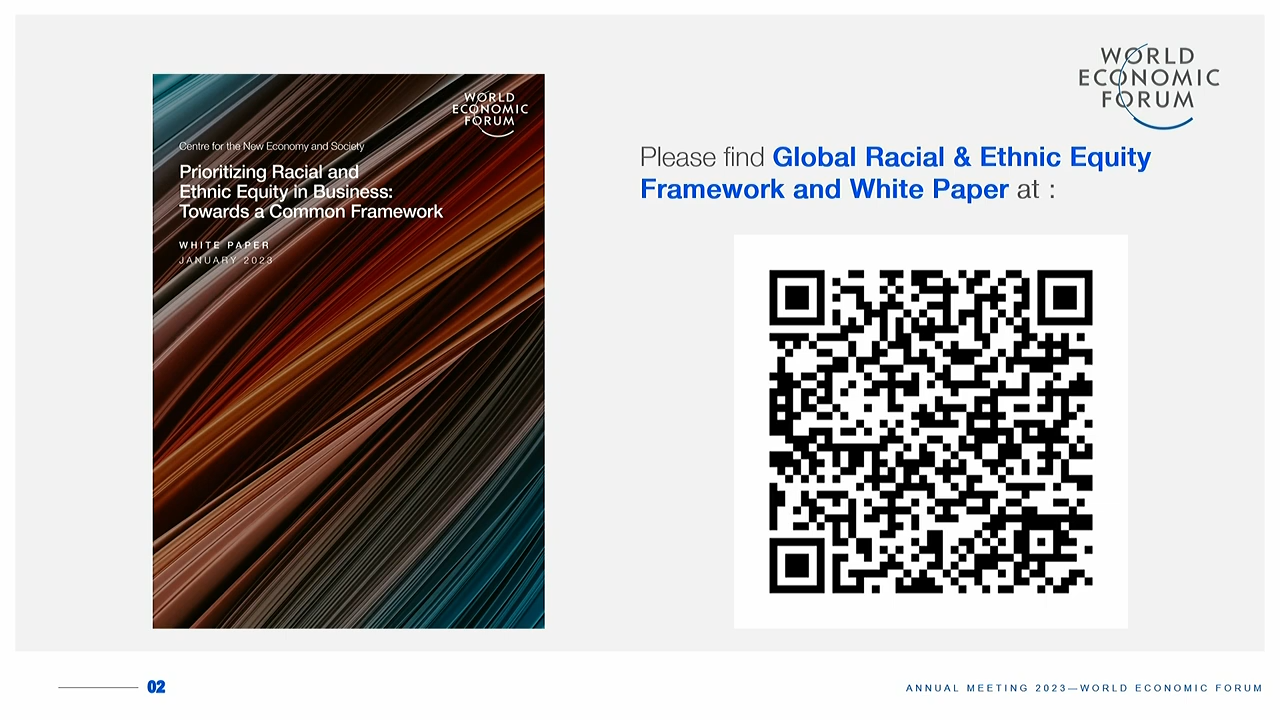 WORLD
ECONOMIC
FORUM
Centre for the New Economy and Society
Prioritizing Racial and
Ethnic Equity in Business:
Towards a Common Framework
WHITE PAPER
JANUARY 2023
WORLD
ECONOMIC
FORUM
Please find Global Racial & Ethnic Equity
Framework and White Paper at :
02
ANNUAL MEETING 2023—WORLD ECONOMIC FORUM